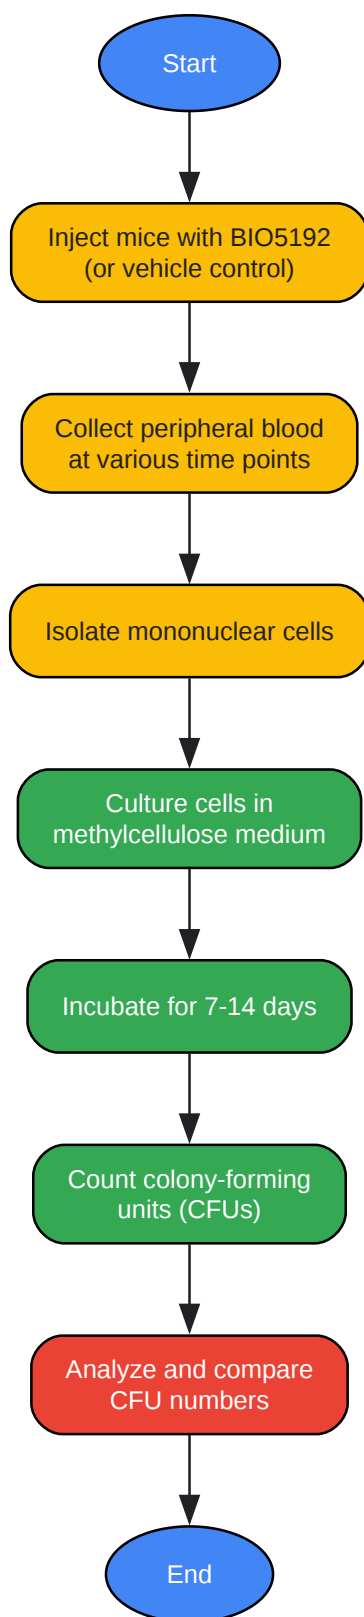 Start
Inject mice with BIO5192
(or vehicle control)
Collect peripheral blood
at various time points
Isolate mononuclear cells
Culture cells in
methylcellulose medium
Incubate for 7-14 days
Count colony-forming
units (CFUs)
Analyze and compare
CFU numbers
End